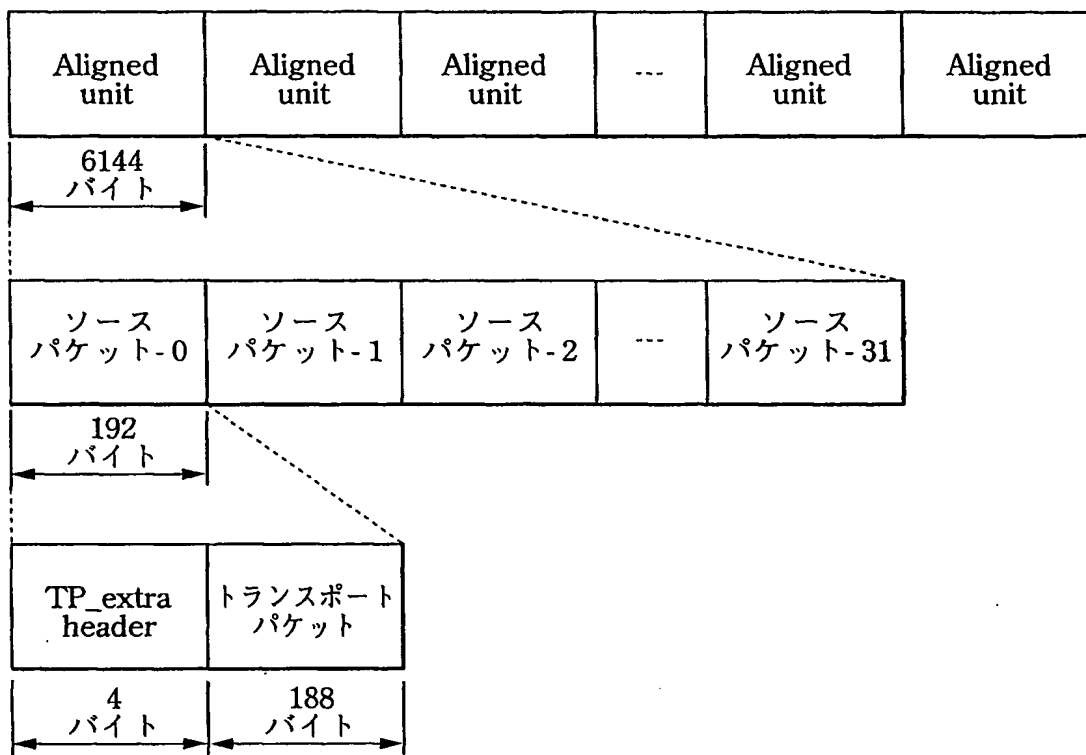 Aligned unit Aligned unit Aligned unit --- Aligned unit Aligned unit
6144
バイト
ソース パケット-0 ソース パケット-1 ソース パケット-2 --- ソース パケット-31
192
バイト
TP_extra header トランスポート パケット
4 バイト 188 バイト